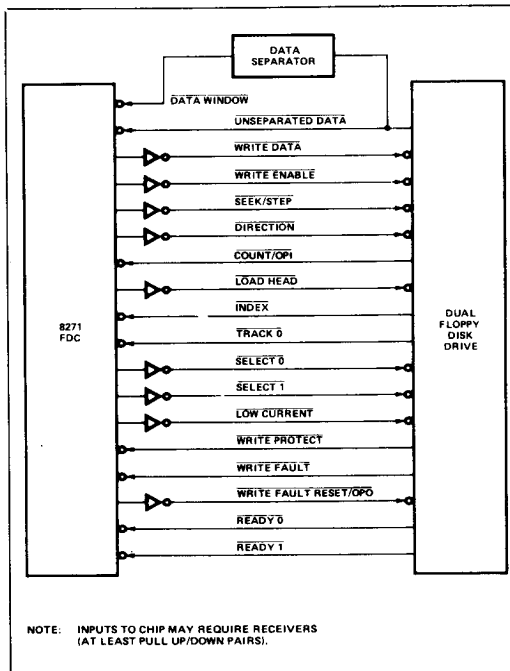 DATA
SEPARATOR
DATA WINDOW
UNSEPARATED DATA
WRITE DATA
WRITE ENABLE
SEEK/STEP
DIRECTION
COUNT/OPI
LOAD HEAD
INDEX
TRACK 0
8271
FDC
DUAL
FLOPPY
DISK
DRIVE
SELECT 0
SELECT 1
LOW CURRENT
WRITE PROTECT
WRITE FAULT
WRITE FAULT RESET/OPO
READY 0
READY 1
NOTE: INPUTS TO CHIP MAY REQUIRE RECEIVERS
(AT LEAST PULL UP/DOWN PAIRS).